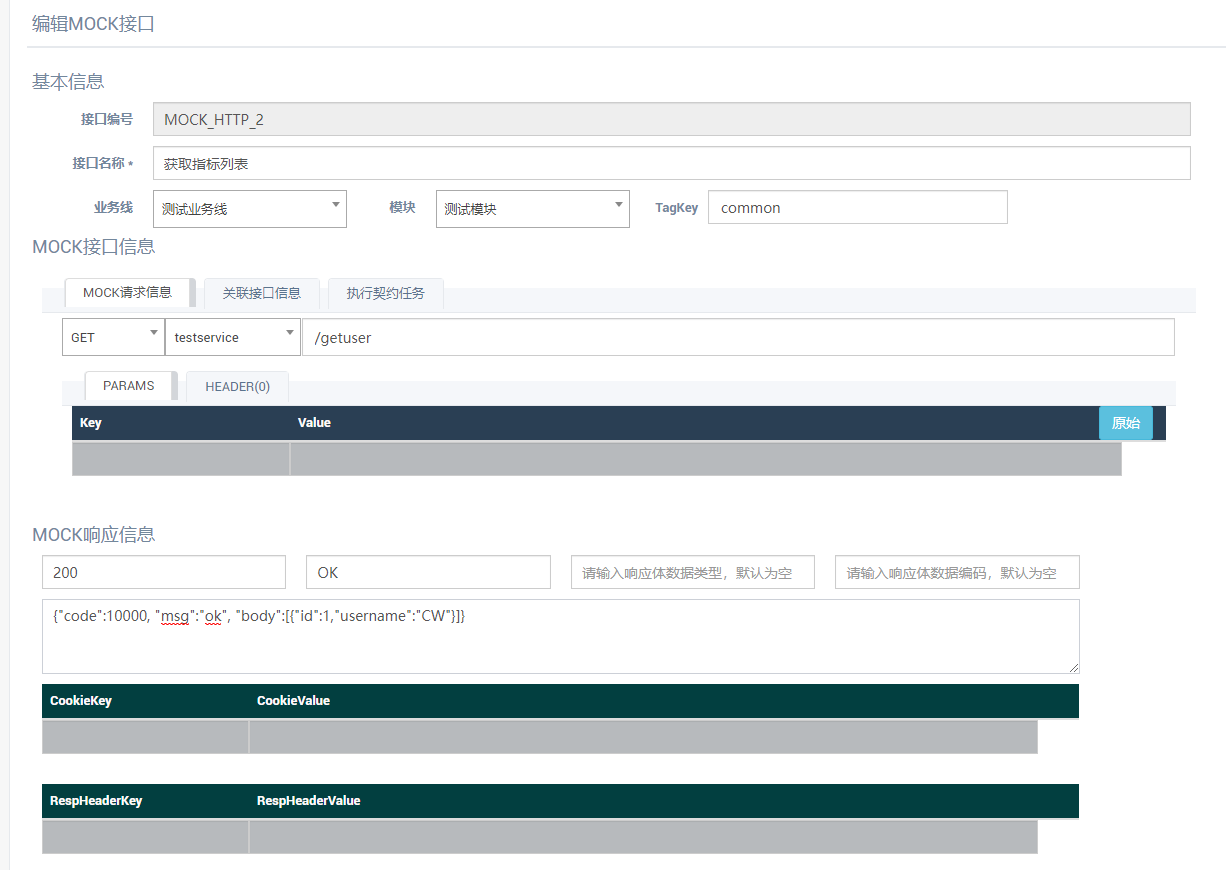 编辑MOCK接口
基本信息
接口编号 MOCK_HTTP_2
接口名称 * 获取指标列表
业务线 测试业务线 模块 测试模块 TagKey common
MOCK接口信息
MOCK请求信息 关联接口信息 执行契约任务
GET testservice /getuser
PARAMS HEADER(0)
Key Value 原始
MOCK响应信息
200 OK 请输入响应体数据类型，默认为空 请输入响应体数据编码，默认为空
{"code":10000, "msg":"ok", "body":[{"id":1,"username":"CW"}]}
CookieKey CookieValue
RespHeaderKey RespHeaderValue